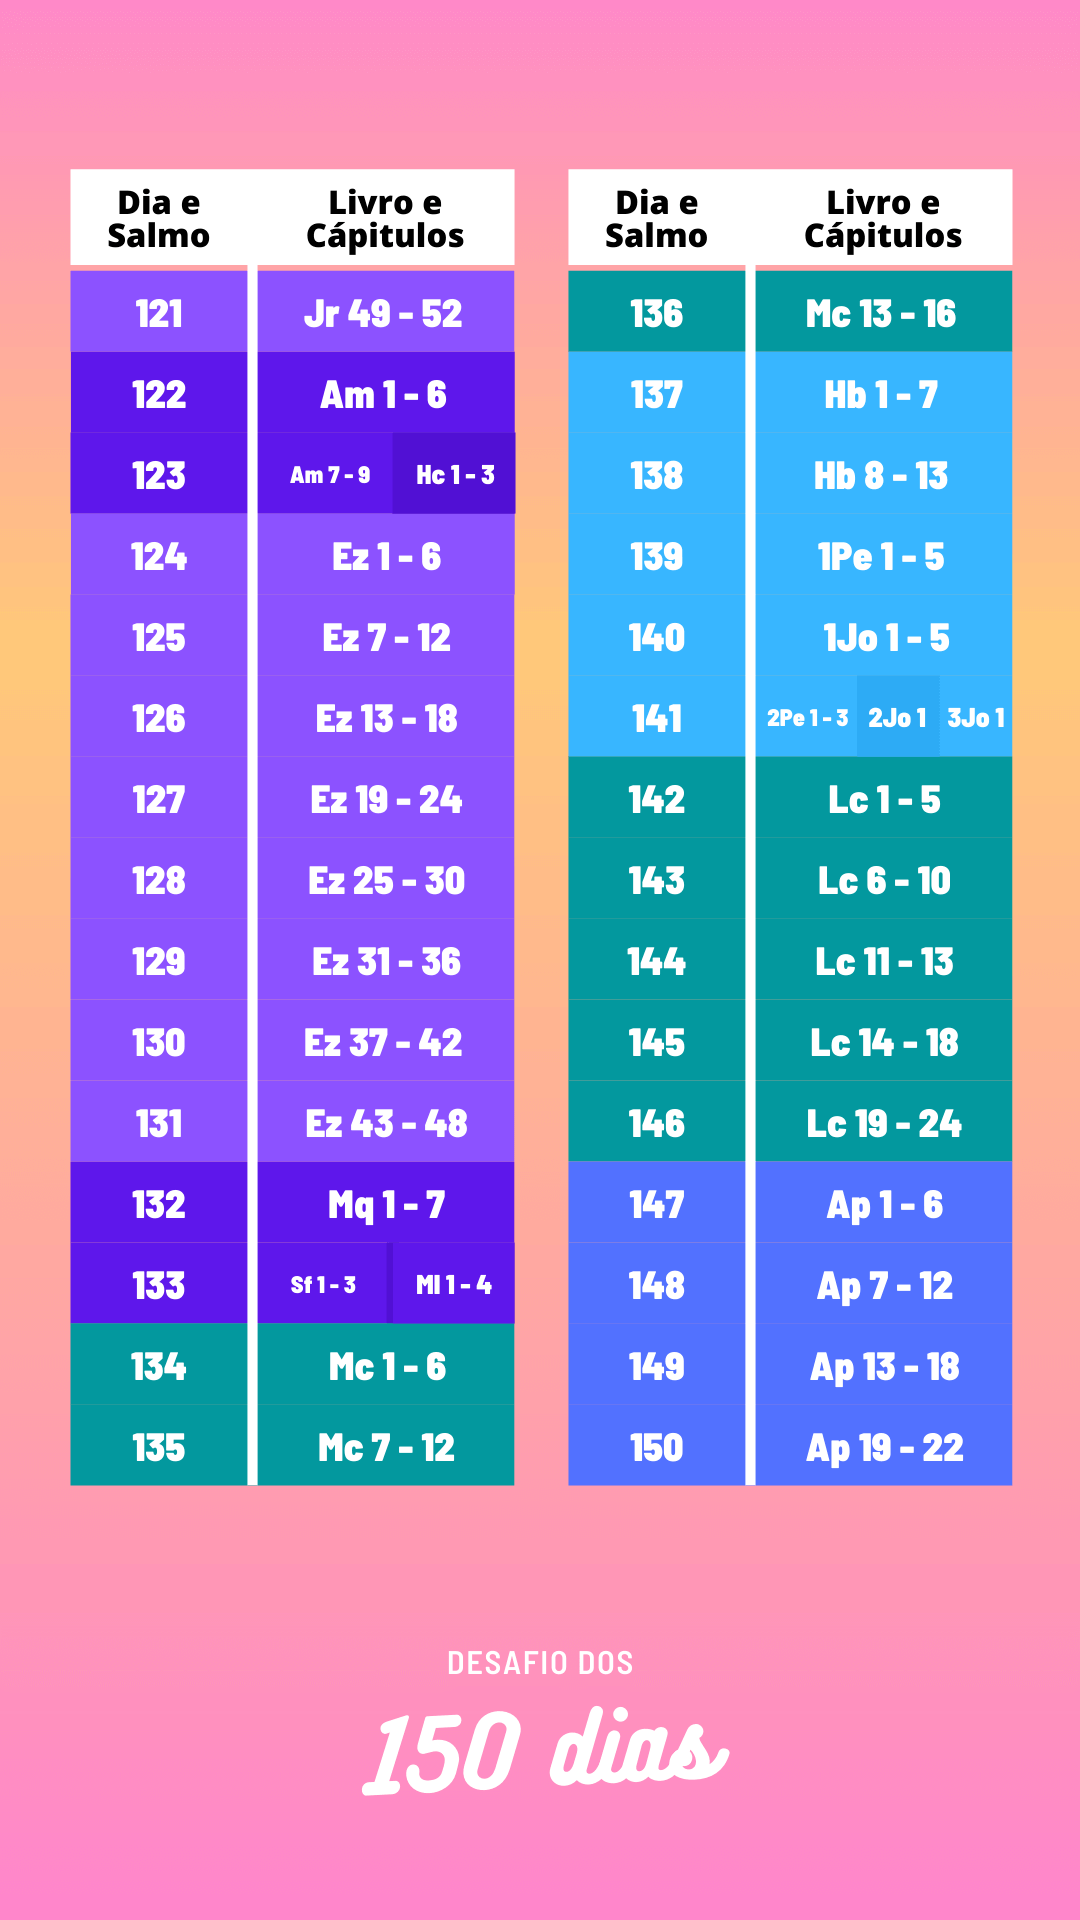 Dia e Salmo Livro e Cápitulos
121 Jr 49 - 52
122 Am 1 - 6
123 Am 7 - 9 Hc 1 - 3
124 Ez 1 - 6
125 Ez 7 - 12
126 Ez 13 - 18
127 Ez 19 - 24
128 Ez 25 - 30
129 Ez 31 - 36
130 Ez 37 - 42
131 Ez 43 - 48
132 Mq 1 - 7
133 Sf 1 - 3 Ml 1 - 4
134 Mc 1 - 6
135 Mc 7 - 12
Dia e Salmo Livro e Cápitulos
136 Mc 13 - 16
137 Hb 1 - 7
138 Hb 8 - 13
139 1Pe 1 - 5
140 1Jo 1 - 5
141 2Pe 1 - 3 2Jo 1 3Jo 1
142 Lc 1 - 5
143 Lc 6 - 10
144 Lc 11 - 13
145 Lc 14 - 18
146 Lc 19 - 24
147 Ap 1 - 6
148 Ap 7 - 12
149 Ap 13 - 18
150 Ap 19 - 22
DESAFIO DOS
150 dias